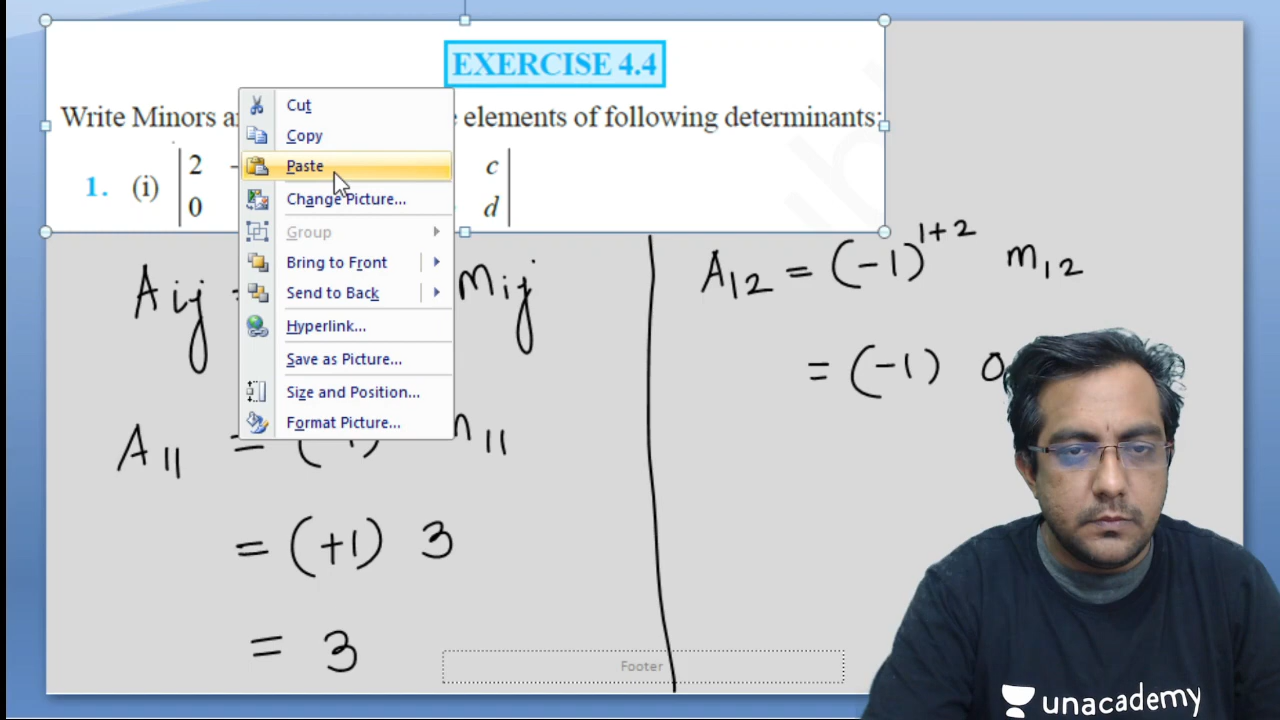 EXERCISE 4.4
Write Minors a elements of following determinants:
1. (i) 2 - c
0 d
Cut
Copy
Paste
Change Picture...
Group
Bring to Front
Send to Back
Hyperlink...
Save as Picture...
Size and Position...
Format Picture...
Aij = mij
A11 = (-1) m11
= (+1) 3
= 3
A12 = (-1)^1+2 m12
= (-1) 0
Footer
unacademy